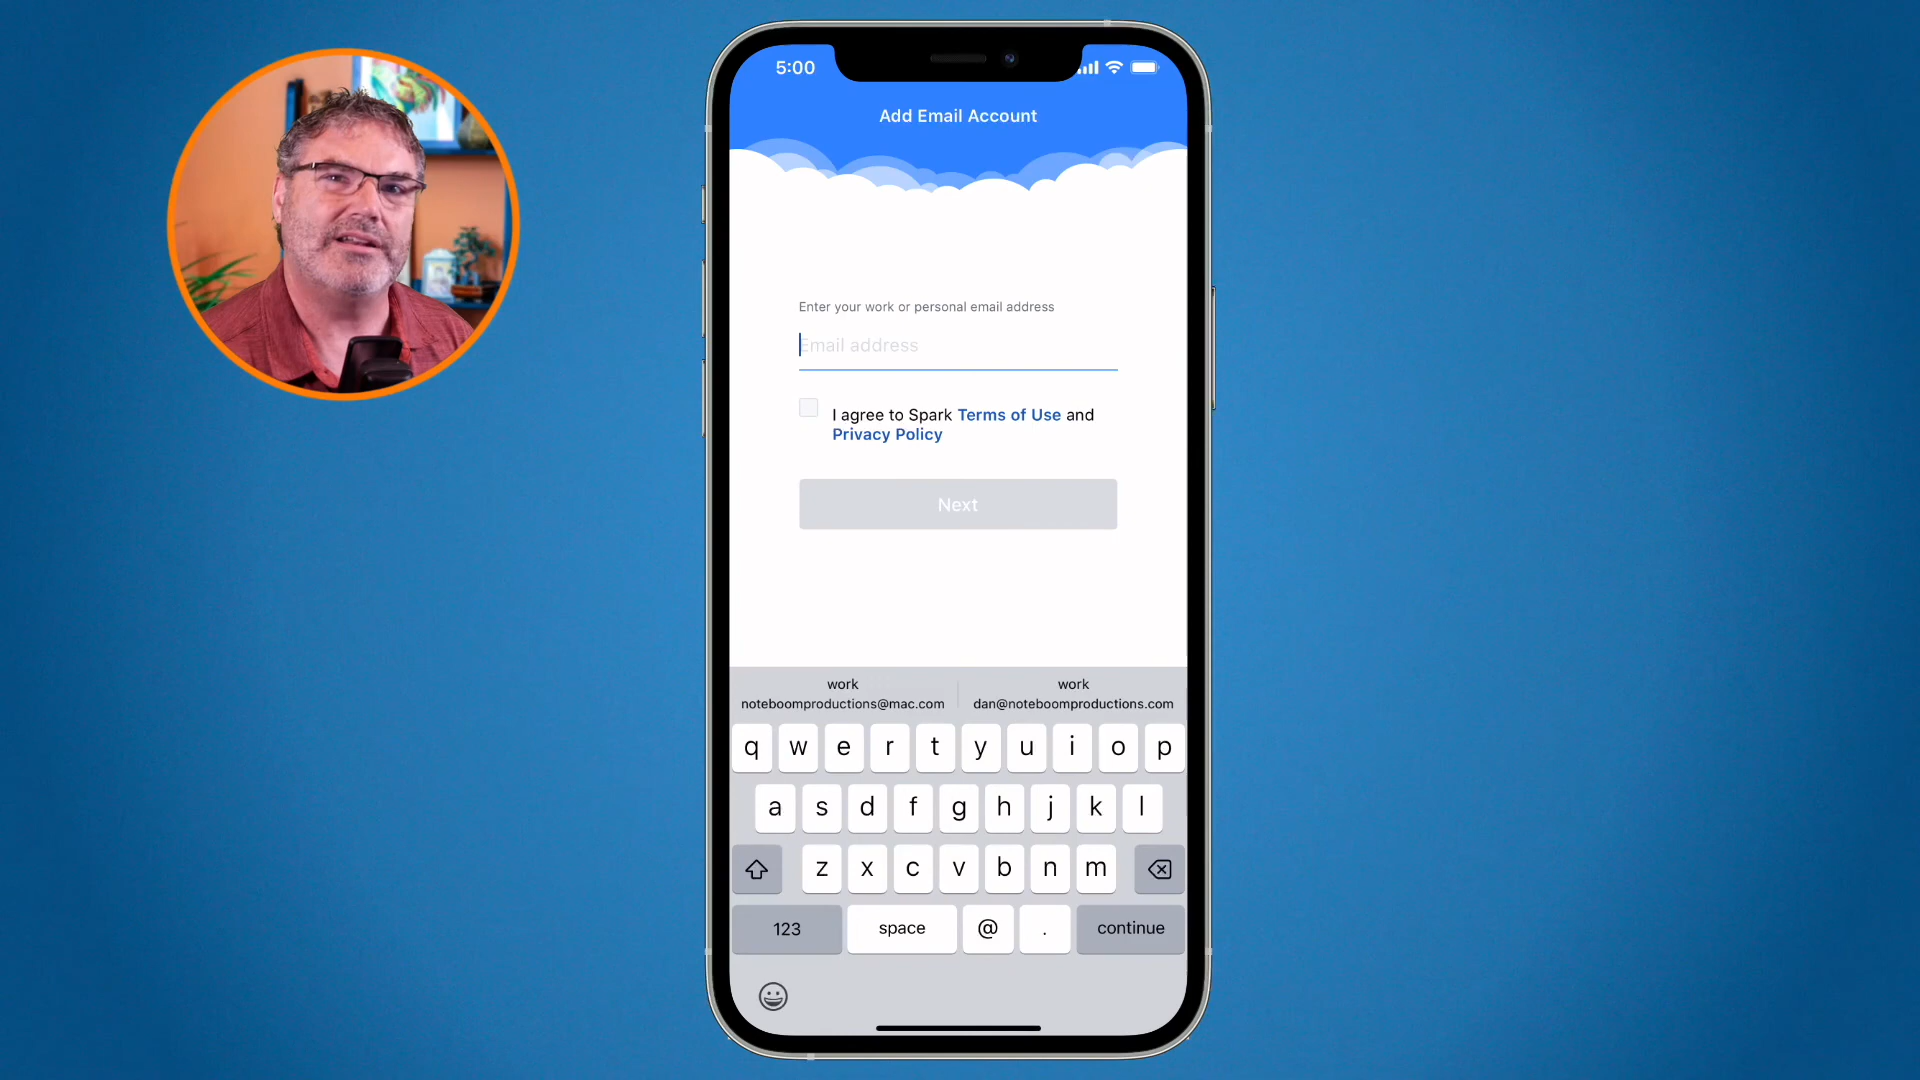 5:00
Add Email Account
Enter your work or personal email address
Email address
I agree to Spark Terms of Use and
Privacy Policy
Next
work work
noteboomproductions@mac.com dan@noteboomproductions.com
q w e r t y u i o p
a s d f g h j k l
z x c v b n m
123 space @ . continue